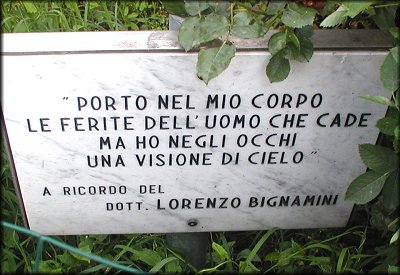 "PORTO NEL MIO CORPO
LE FERITE DELL'UOMO CHE CADE
MA HO NEGLI OCCHI
UNA VISIONE DI CIELO"
A RICORDO DEL
DOTT. LORENZO BIGNAMINI